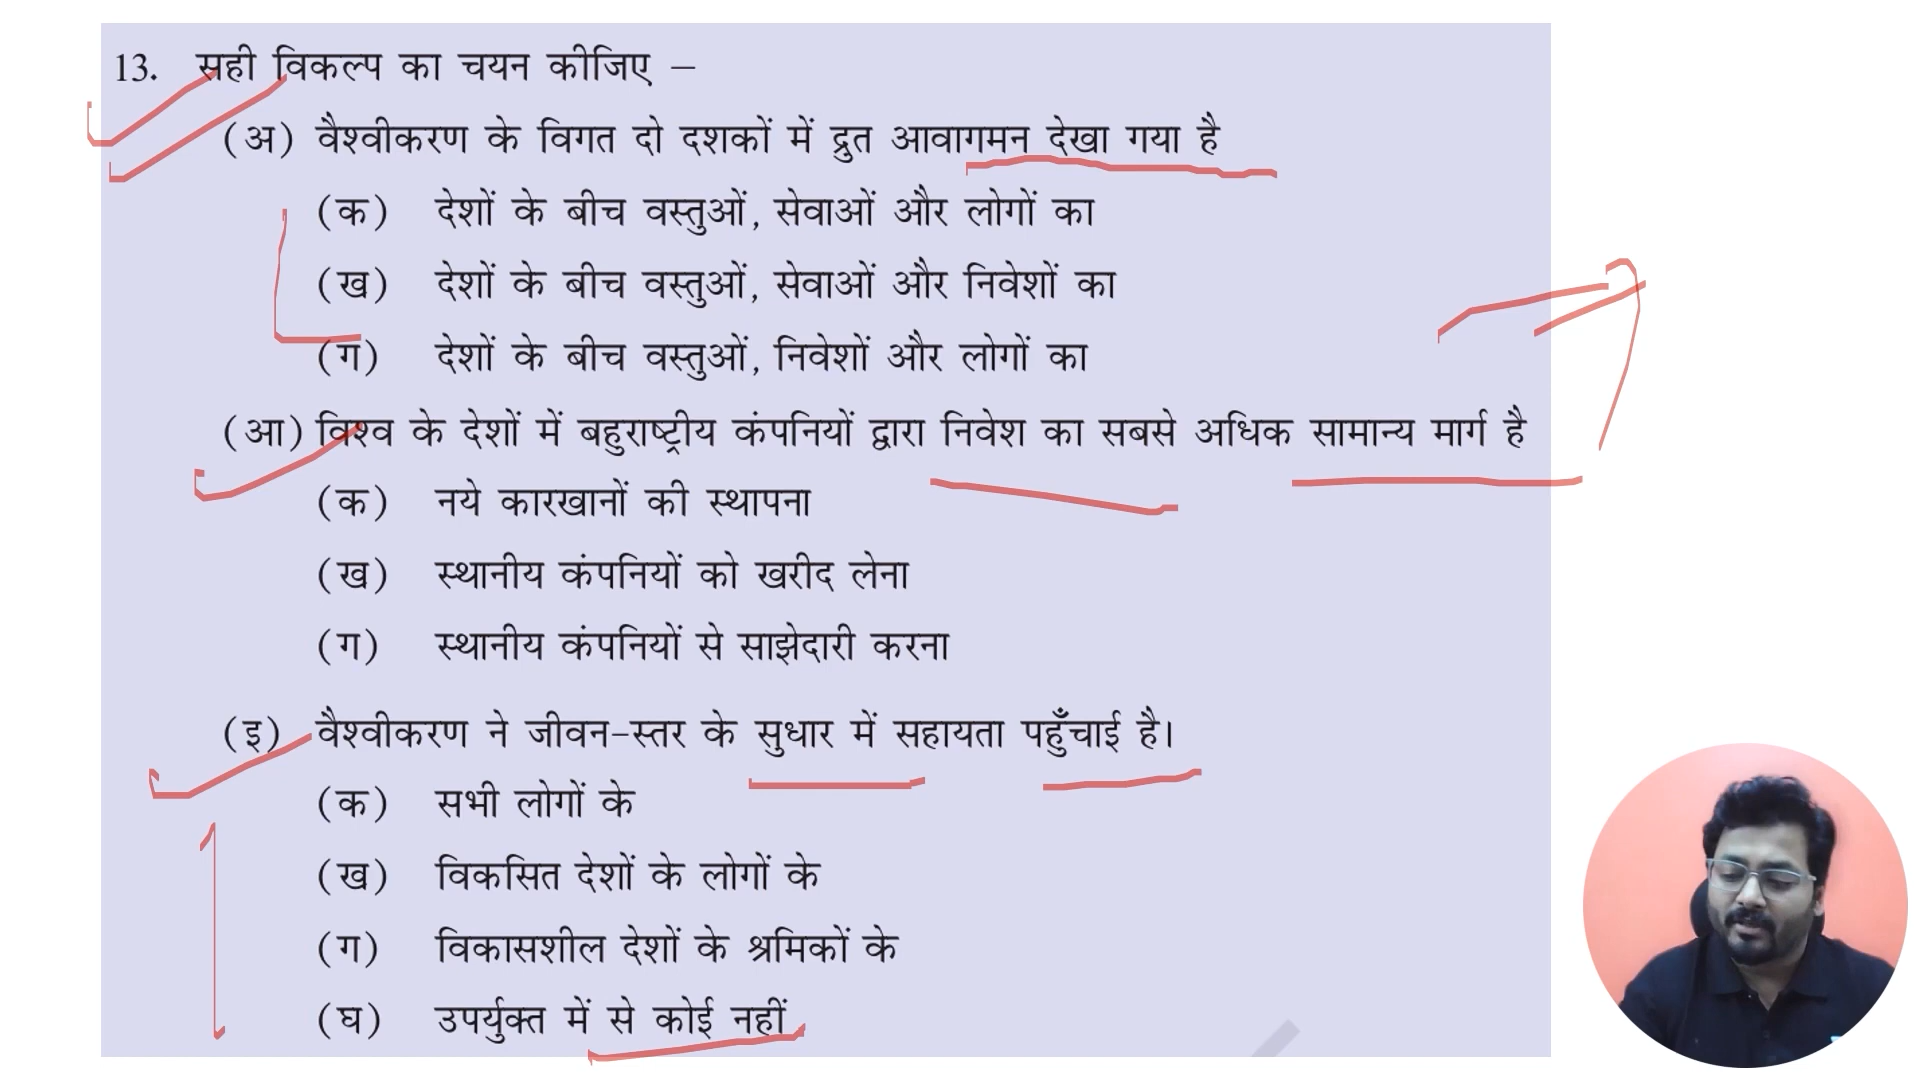 13. सही विकल्प का चयन कीजिए –
(अ) वैश्वीकरण के विगत दो दशकों में द्रुत आवागमन देखा गया है
(क) देशों के बीच वस्तुओं, सेवाओं और लोगों का
(ख) देशों के बीच वस्तुओं, सेवाओं और निवेशों का
(ग) देशों के बीच वस्तुओं, निवेशों और लोगों का
(आ) विश्व के देशों में बहुराष्ट्रीय कंपनियों द्वारा निवेश का सबसे अधिक सामान्य मार्ग है
(क) नये कारखानों की स्थापना
(ख) स्थानीय कंपनियों को खरीद लेना
(ग) स्थानीय कंपनियों से साझेदारी करना
(इ) वैश्वीकरण ने जीवन-स्तर के सुधार में सहायता पहुँचाई है।
(क) सभी लोगों के
(ख) विकसित देशों के लोगों के
(ग) विकासशील देशों के श्रमिकों के
(घ) उपर्युक्त में से कोई नहीं